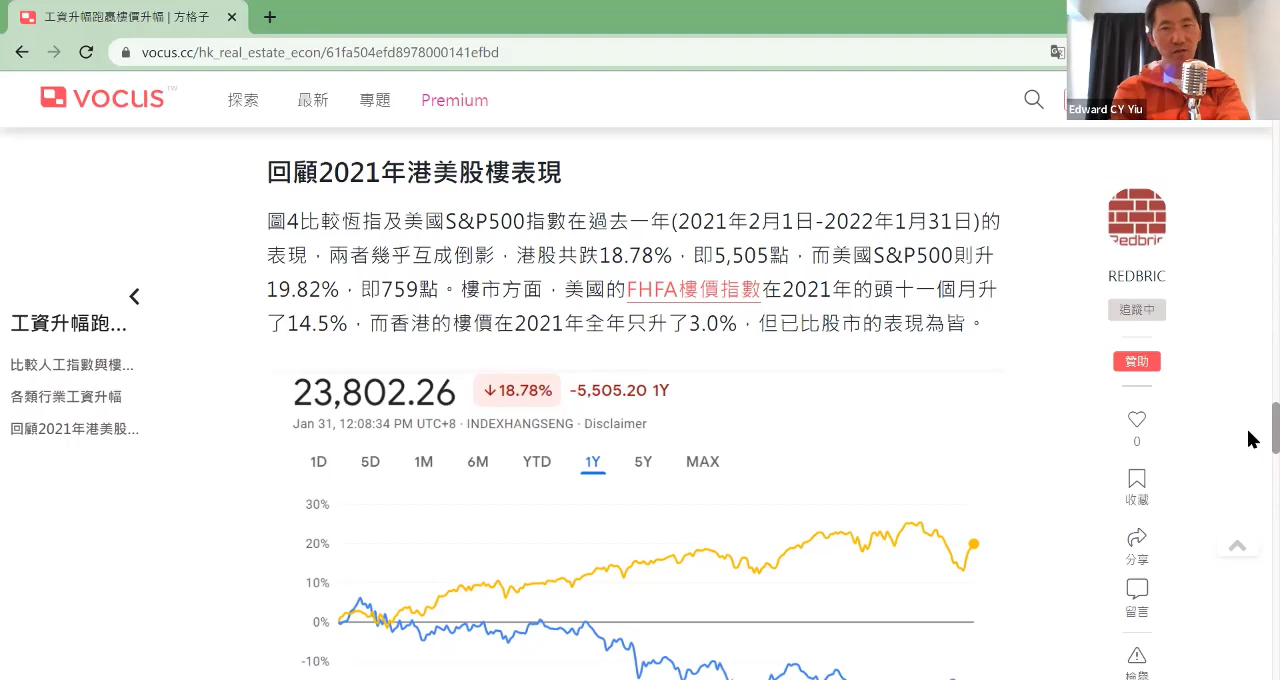 工資升幅跑贏樓價升幅 | 方格子
vocus.cc/hk_real_estate_econ/61fa504efd8978000141efbd
Edward CY Yiu
VOCUS TW
探索
最新
專題
Premium
回顧2021年港美股樓表現
圖4比較恆指及美國S&P500指數在過去一年(2021年2月1日-2022年1月31日)的
表現，兩者幾乎互成倒影，港股共跌18.78%，即5,505點，而美國S&P500則升
19.82%，即759點。樓市方面，美國的FHFA樓價指數在2021年的頭十一個月升
了14.5%，而香港的樓價在2021年全年只升了3.0%，但已比股市的表現為皆。
工資升幅跑...
比較人工指數與樓...
各類行業工資升幅
回顧2021年港美股...
Redbric
REDBRIC
追蹤中
贊助
0
收藏
分享
留言
檢舉
23,802.26
↓18.78%
-5,505.20 1Y
Jan 31, 12:08:34 PM UTC+8 · INDEXHANGSENG · Disclaimer
1D
5D
1M
6M
YTD
1Y
5Y
MAX
30%
20%
10%
0%
-10%